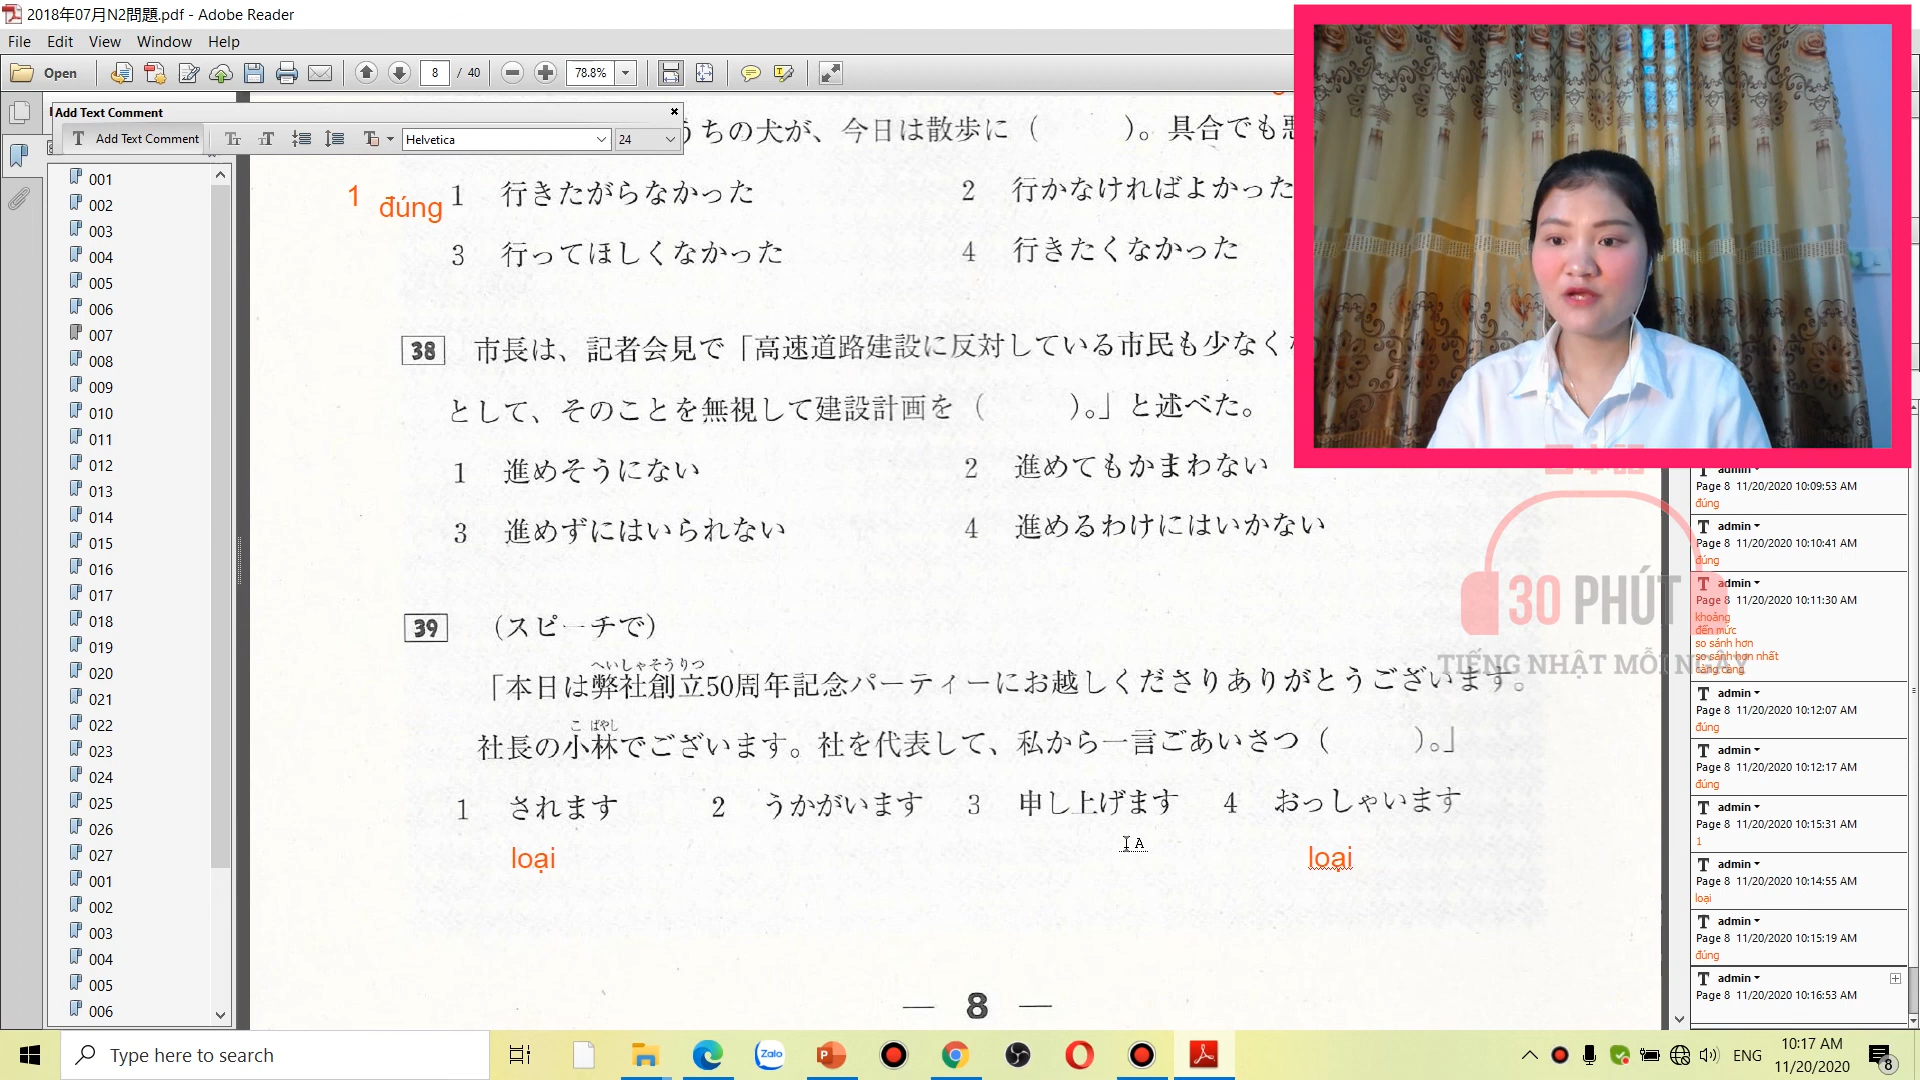 2018年07月N2問題.pdf - Adobe Reader
File Edit View Window Help
Open 8 / 40 78.8%
Add Text Comment
Add Text Comment Helvetica 24
うちの犬が、今日は散歩に（　　）。具合でも
1 đúng
1 行きたがらなかった 2 行かなければよかった
3 行ってほしくなかった 4 行きたくなかった
38 市長は、記者会見で「高速道路建設に反対している市民も少なく
として、そのことを無視して建設計画を（　　）。」と述べた。
1 進めそうにない 2 進めてもかまわない
3 進めずにはいられない 4 進めるわけにはいかない
39 （スピーチで）
へいしゃそうりつ
「本日は弊社創立50周年記念パーティーにお越しくださりありがとうございます。
こ ばやし
社長の小林でございます。社を代表して、私から一言ごあいさつ（　　）。」
1 されます 2 うかがいます 3 申し上げます 4 おっしゃいます
loại loại
— 8 —
001
002
003
004
005
006
007
008
009
010
011
012
013
014
015
016
017
018
019
020
021
022
023
024
025
026
027
001
002
003
004
005
006
30 PHÚT
TIẾNG NHẬT MỖI NGÀY
admin
Page 8 11/20/2020 10:09:53 AM
đúng
admin
Page 8 11/20/2020 10:10:41 AM
đúng
admin
Page 8 11/20/2020 10:11:30 AM
khoảng
đến mức
so sánh hơn
so sánh hơn nhất
càng càng
admin
Page 8 11/20/2020 10:12:07 AM
đúng
admin
Page 8 11/20/2020 10:12:17 AM
đúng
admin
Page 8 11/20/2020 10:15:31 AM
1
admin
Page 8 11/20/2020 10:14:55 AM
loại
admin
Page 8 11/20/2020 10:15:19 AM
đúng
admin
Page 8 11/20/2020 10:16:53 AM
Type here to search
Zalo
ENG
10:17 AM
11/20/2020
8